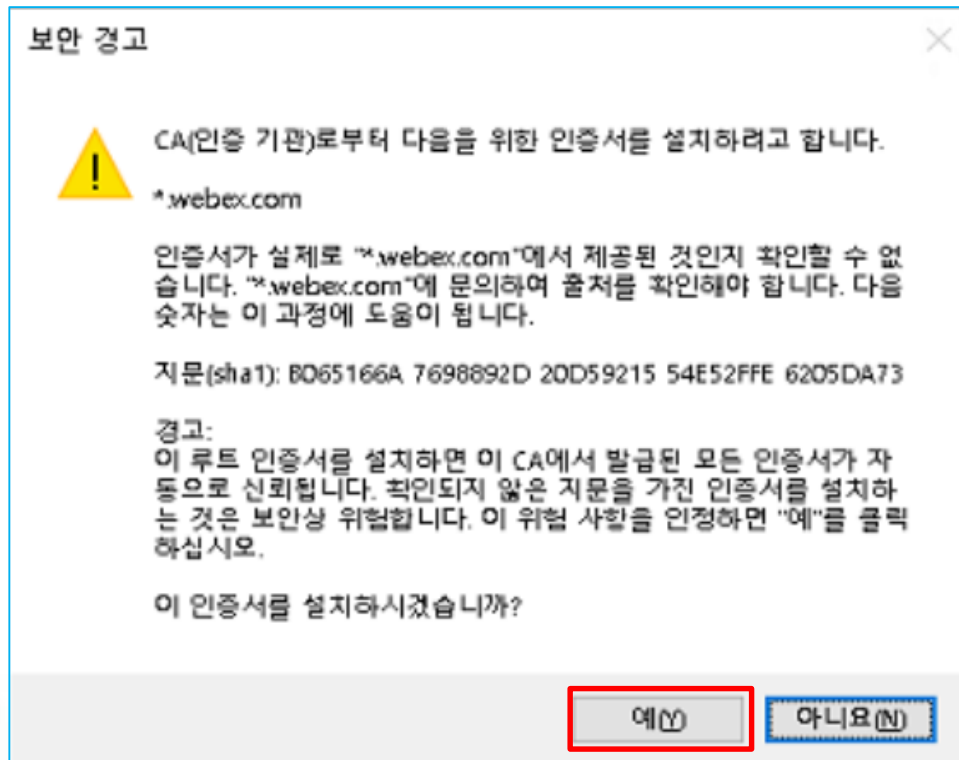 보안 경고
CA(인증 기관)로부터 다음을 위한 인증서를 설치하려고 합니다.
*.webex.com
인증서가 실제로 "*.webex.com"에서 제공된 것인지 확인할 수 없
습니다. "*.webex.com"에 문의하여 출처를 확인해야 합니다. 다음
숫자는 이 과정에 도움이 됩니다.
지문(sha1): BD65166A 7698892D 20D59215 54E52FFE 6205DA73
경고:
이 루트 인증서를 설치하면 이 CA에서 발급된 모든 인증서가 자
동으로 신뢰됩니다. 확인되지 않은 지문을 가진 인증서를 설치하
는 것은 보안상 위험합니다. 이 위험 사항을 인정하면 "예"를 클릭
하십시오.
이 인증서를 설치하시겠습니까?
예(Y)
아니요(N)